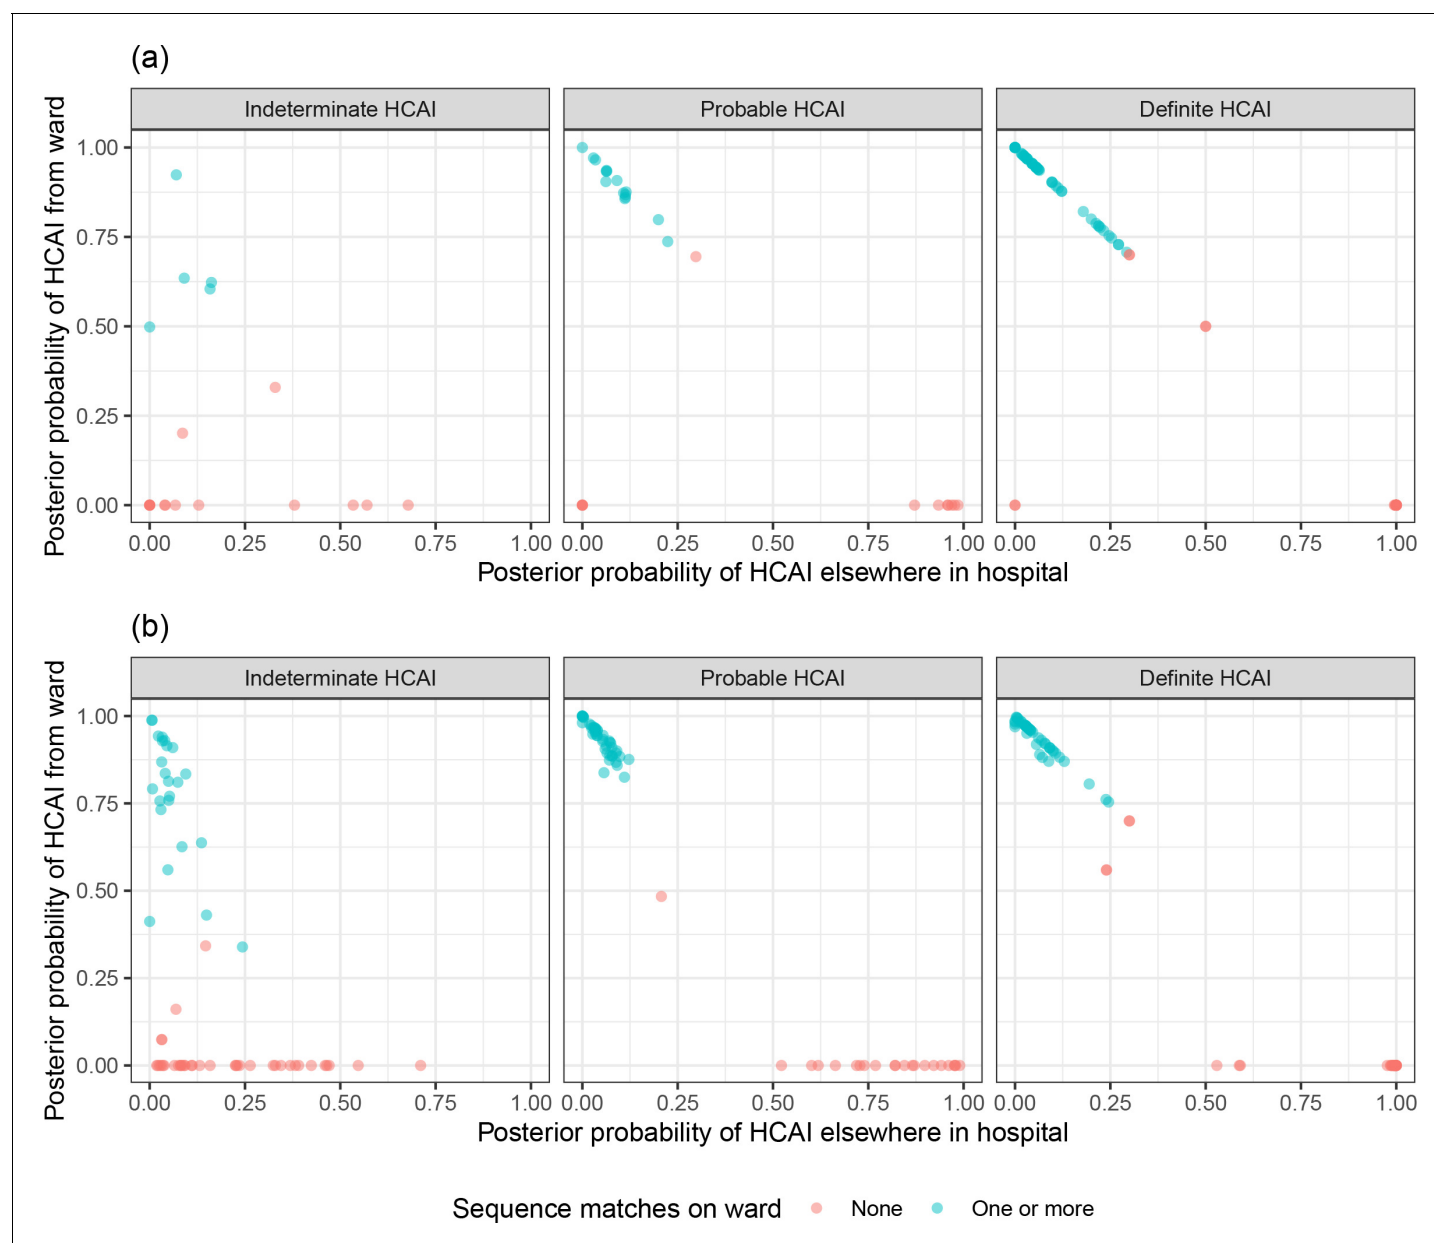 (a)
Indeterminate HCAI
Probable HCAI
Definite HCAI
Posterior probability of HCAI from ward
1.00
0.75
0.50
0.25
0.00
0.00 0.25 0.50 0.75 1.00
0.00 0.25 0.50 0.75 1.00
0.00 0.25 0.50 0.75 1.00
Posterior probability of HCAI elsewhere in hospital
(b)
Indeterminate HCAI
Probable HCAI
Definite HCAI
Posterior probability of HCAI from ward
1.00
0.75
0.50
0.25
0.00
0.00 0.25 0.50 0.75 1.00
0.00 0.25 0.50 0.75 1.00
0.00 0.25 0.50 0.75 1.00
Posterior probability of HCAI elsewhere in hospital
Sequence matches on ward None One or more